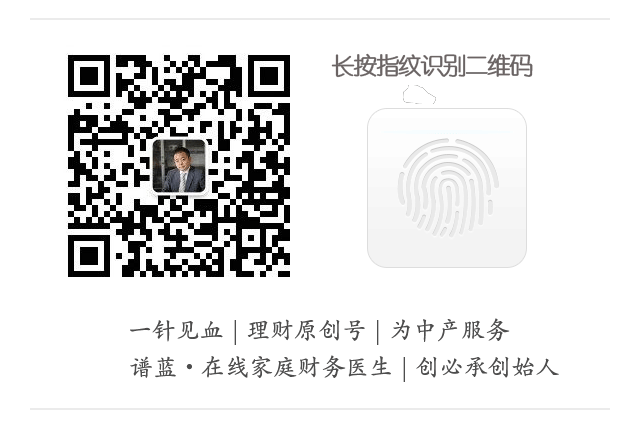 长按指纹识别二维码
一针见血 | 理财原创号 | 为中产服务
谱蓝·在线家庭财务医生 | 创必承创始人